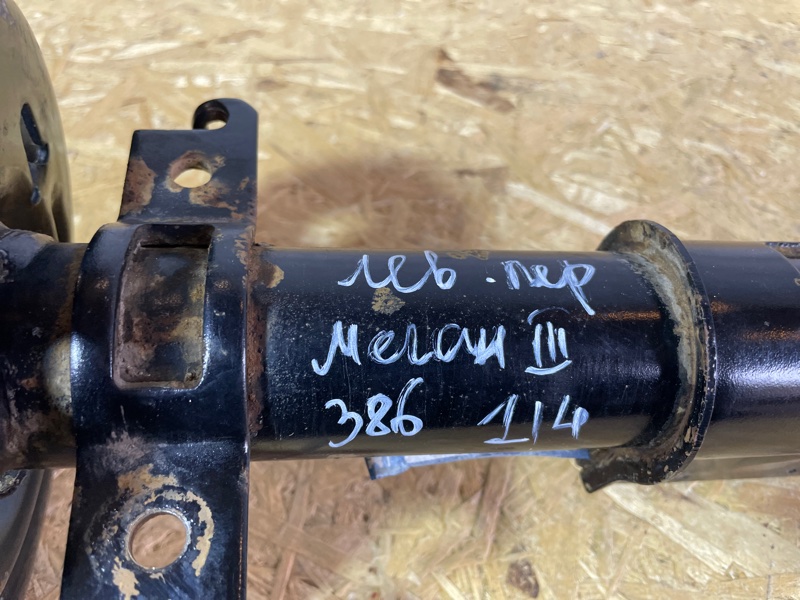 лев. пер
Меган III
386 1/4